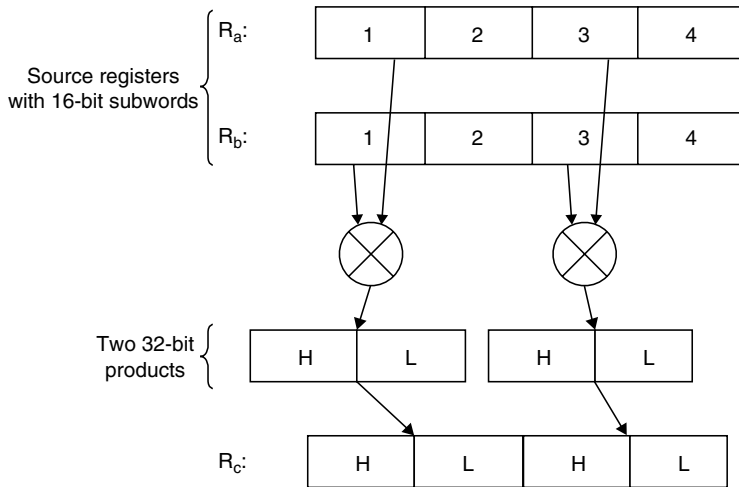 Rₐ: 1 2 3 4
Source registers
with 16-bit subwords
R_b: 1 2 3 4
Two 32-bit
products
H L H L
R_c: H L H L